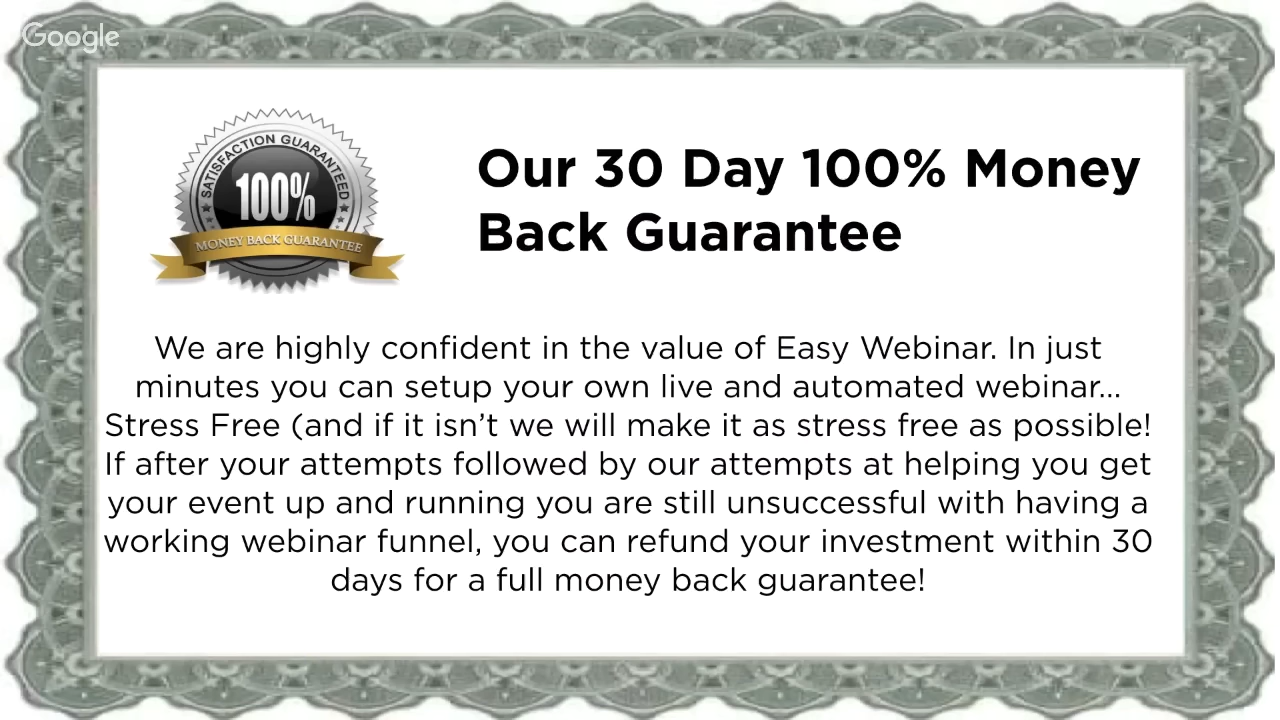 Google
SATISFACTION GUARANTEED
100%
MONEY BACK GUARANTEE
Our 30 Day 100% Money
Back Guarantee
We are highly confident in the value of Easy Webinar. In just
minutes you can setup your own live and automated webinar...
Stress Free (and if it isn’t we will make it as stress free as possible!
If after your attempts followed by our attempts at helping you get
your event up and running you are still unsuccessful with having a
working webinar funnel, you can refund your investment within 30
days for a full money back guarantee!